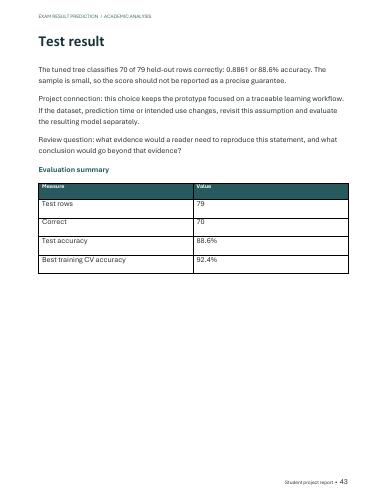 EXAM RESULT PREDICTION / ACADEMIC ANALYSIS
Test result
The tuned tree classifies 70 of 79 held-out rows correctly: 0.8861 or 88.6% accuracy. The
sample is small, so the score should not be reported as a precise guarantee.
Project connection: this choice keeps the prototype focused on a traceable learning workflow.
If the dataset, prediction time or intended use changes, revisit this assumption and evaluate
the resulting model separately.
Review question: what evidence would a reader need to reproduce this statement, and what
conclusion would go beyond that evidence?
Evaluation summary
Measure Value
Test rows 79
Correct 70
Test accuracy 88.6%
Best training CV accuracy 92.4%
Student project report • 43